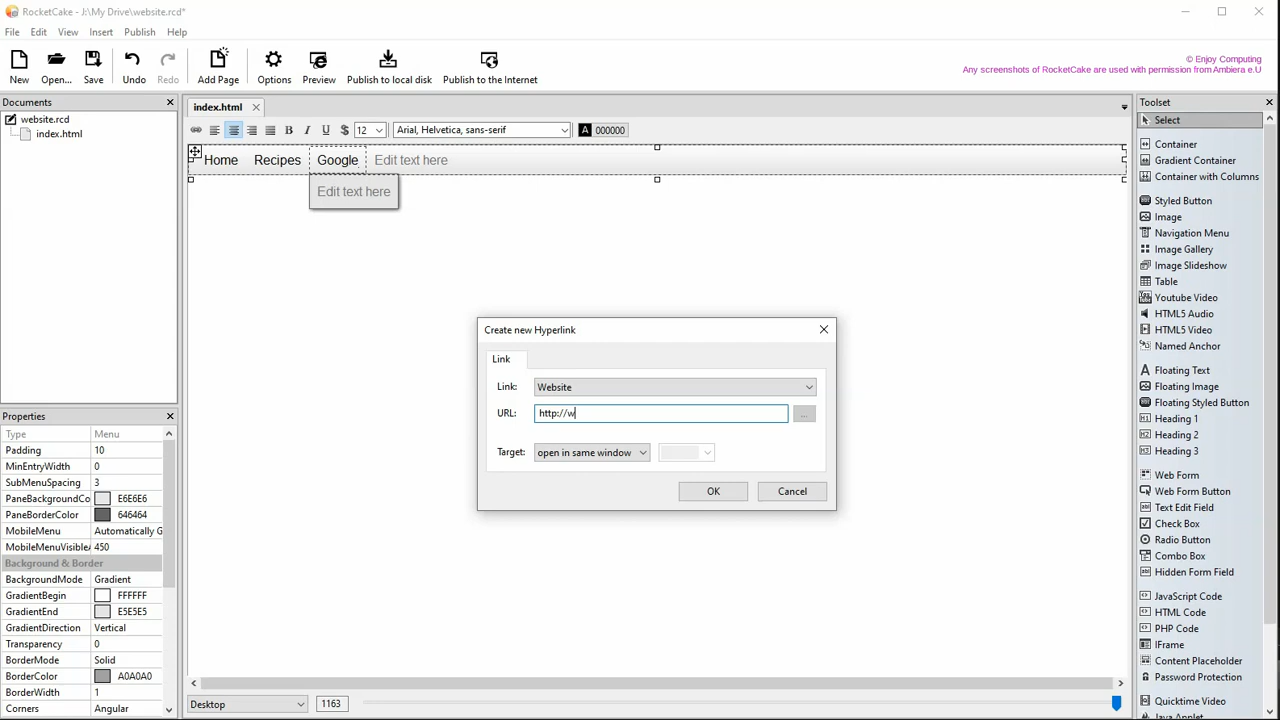 RocketCake - J:\My Drive\website.rcd*
File Edit View Insert Publish Help
New Open... Save Undo Redo Add Page Options Preview Publish to local disk Publish to the Internet
© Enjoy Computing
Any screenshots of RocketCake are used with permission from Ambiera e.U
Documents
website.rcd
index.html
index.html
B I U $ 12 Arial, Helvetica, sans-serif A 000000
Home Recipes Google Edit text here
Edit text here
Create new Hyperlink
Link
Link: Website
URL: http://w
...
Target: open in same window
OK Cancel
Properties
Type Menu
Padding 10
MinEntryWidth 0
SubMenuSpacing 3
PaneBackgroundCo E6E6E6
PaneBorderColor 646464
MobileMenu Automatically G
MobileMenuVisible 450
Background & Border
BackgroundMode Gradient
GradientBegin FFFFFF
GradientEnd E5E5E5
GradientDirection Vertical
Transparency 0
BorderMode Solid
BorderColor A0A0A0
BorderWidth 1
Corners Angular
Desktop 1163
Toolset
Select
Container
Gradient Container
Container with Columns
Styled Button
Image
Navigation Menu
Image Gallery
Image Slideshow
Table
Youtube Video
HTML5 Audio
HTML5 Video
Named Anchor
Floating Text
Floating Image
Floating Styled Button
H1 Heading 1
H2 Heading 2
H3 Heading 3
Web Form
Web Form Button
Text Edit Field
Check Box
Radio Button
Combo Box
Hidden Form Field
JavaScript Code
HTML Code
PHP Code
IFrame
Content Placeholder
Password Protection
Quicktime Video
Java Applet